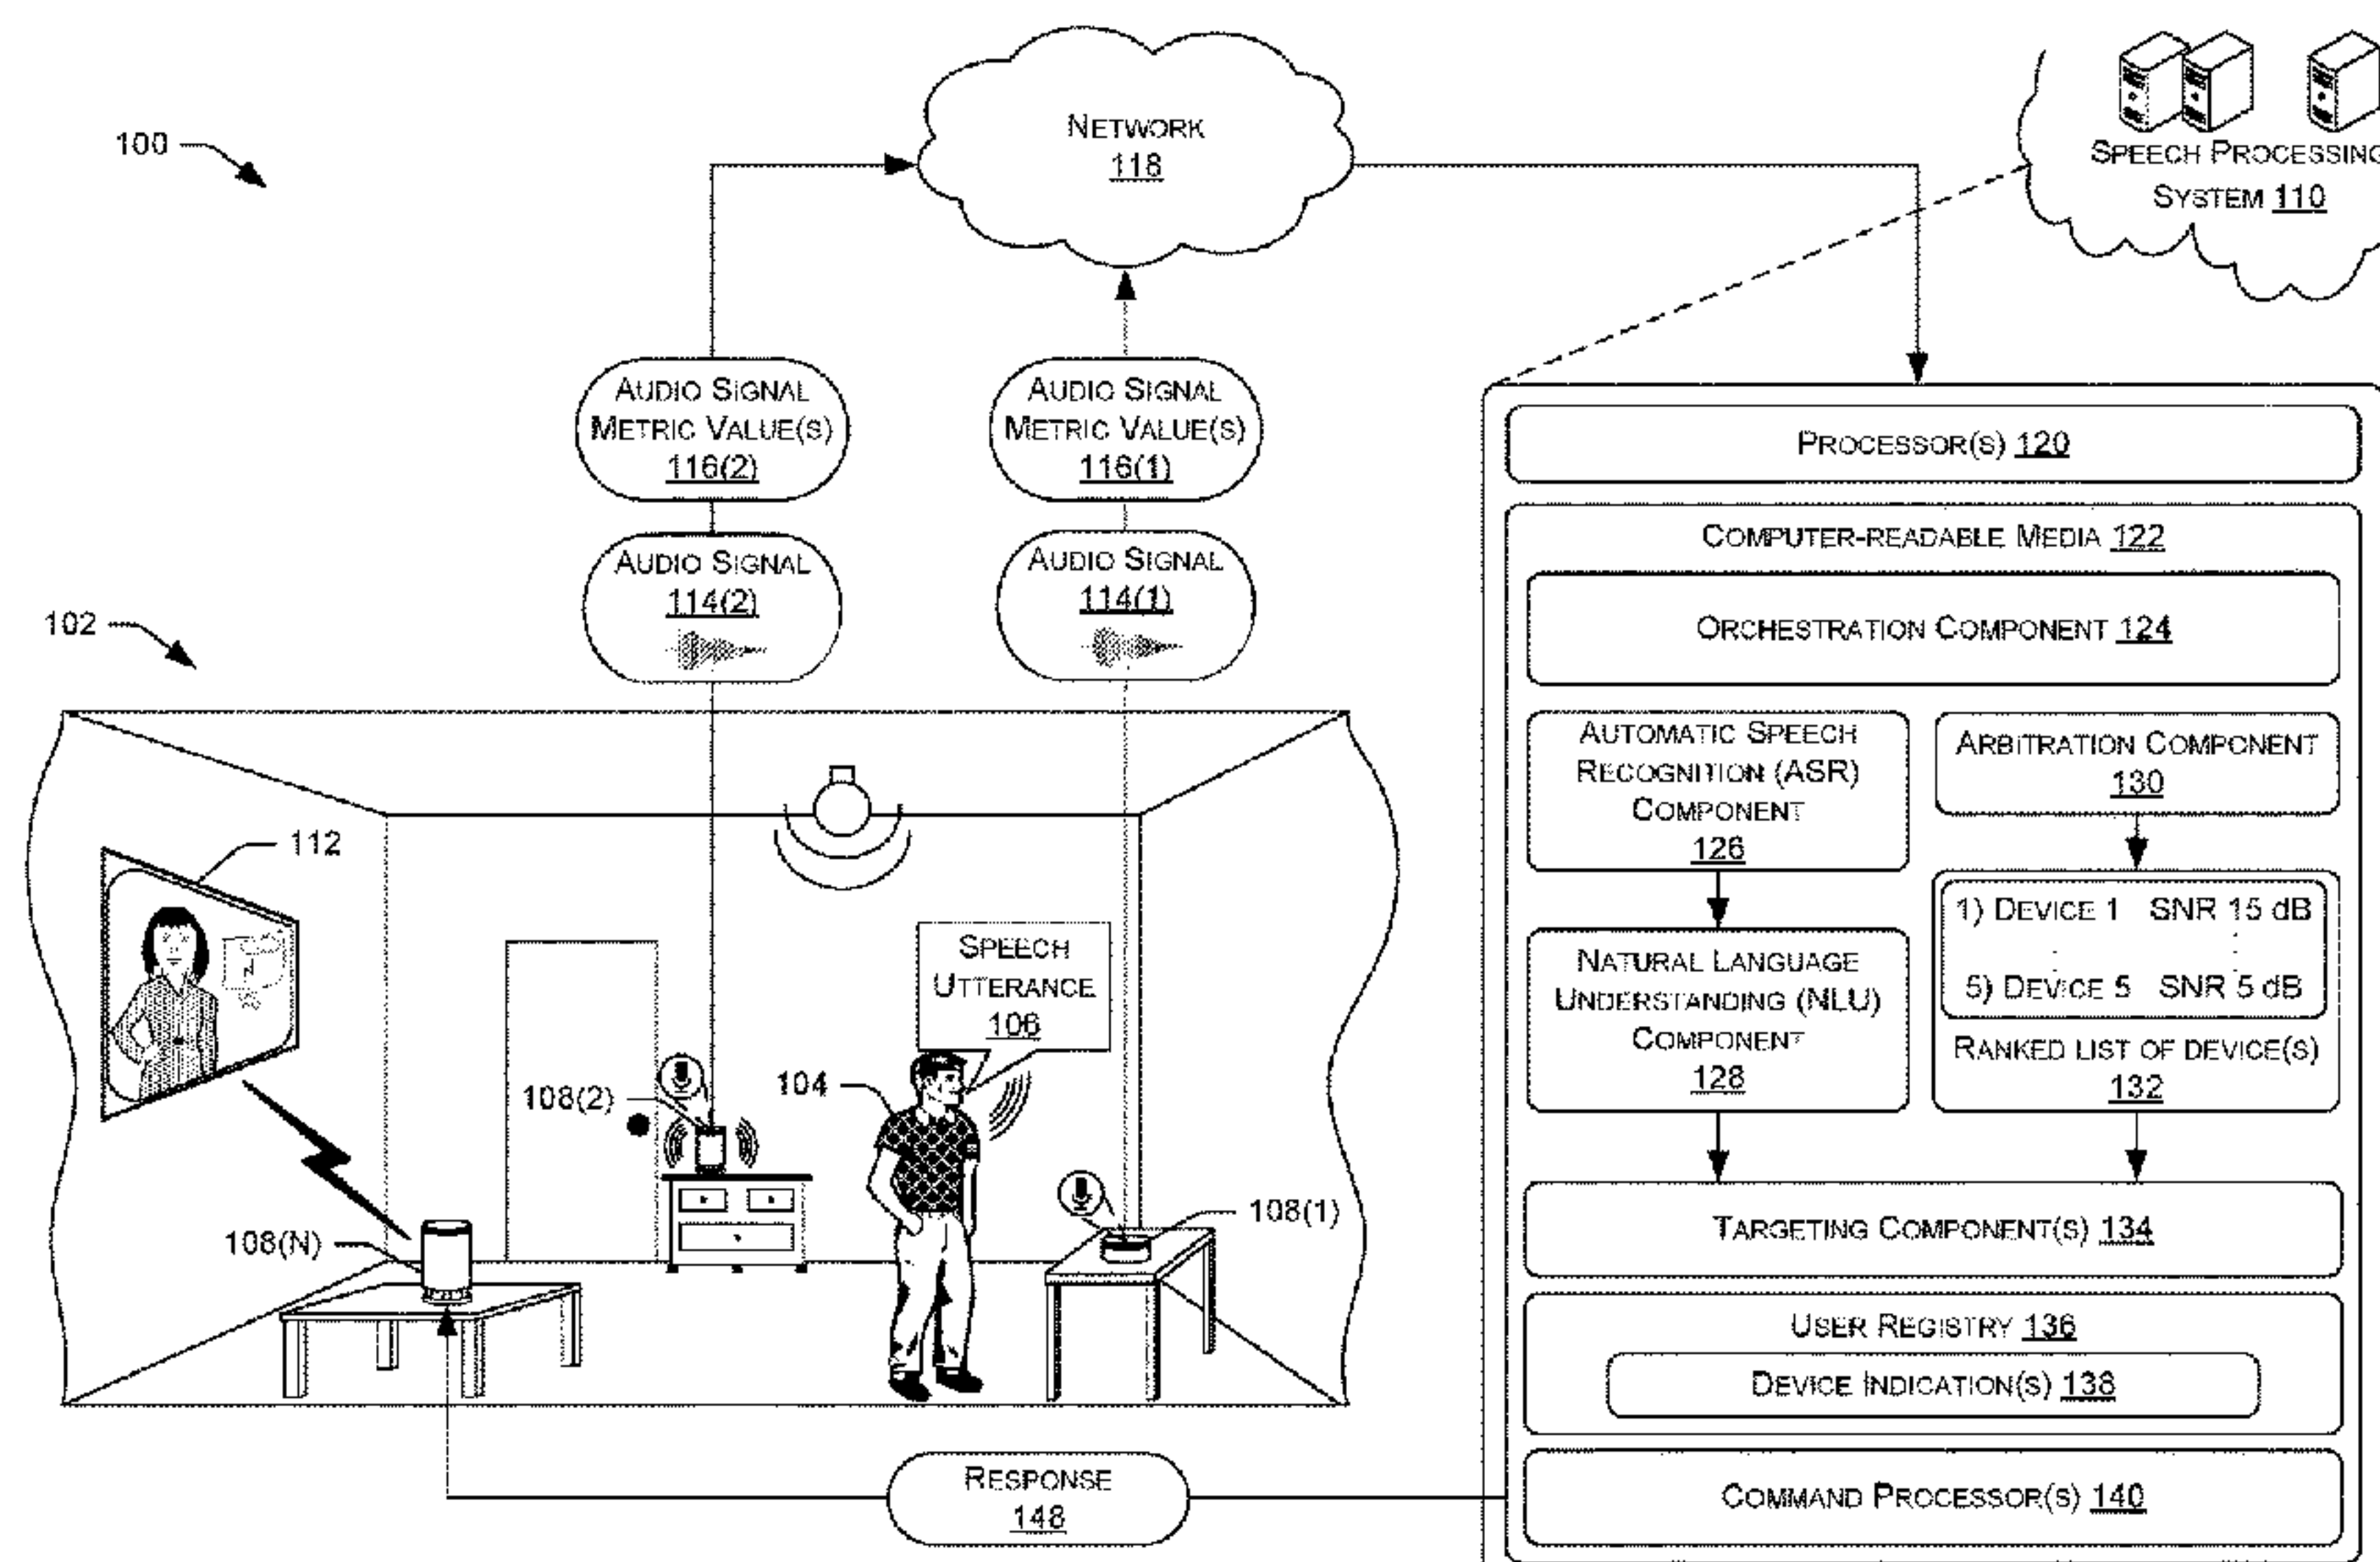 100
NETWORK
118
SPEECH PROCESSING
SYSTEM 110
AUDIO SIGNAL
METRIC VALUE(S)
116(2)
AUDIO SIGNAL
METRIC VALUE(S)
116(1)
AUDIO SIGNAL
114(2)
AUDIO SIGNAL
114(1)
102
112
SPEECH
UTTERANCE
106
108(2)
104
108(N)
108(1)
RESPONSE
148
PROCESSOR(S) 120
COMPUTER-READABLE MEDIA 122
ORCHESTRATION COMPONENT 124
AUTOMATIC SPEECH
RECOGNITION (ASR)
COMPONENT
126
ARBITRATION COMPONENT
130
1) DEVICE 1 SNR 15 dB
5) DEVICE 5 SNR 5 dB
RANKED LIST OF DEVICE(S)
132
NATURAL LANGUAGE
UNDERSTANDING (NLU)
COMPONENT
128
TARGETING COMPONENT(S) 134
USER REGISTRY 136
DEVICE INDICATION(S) 138
COMMAND PROCESSOR(S) 140